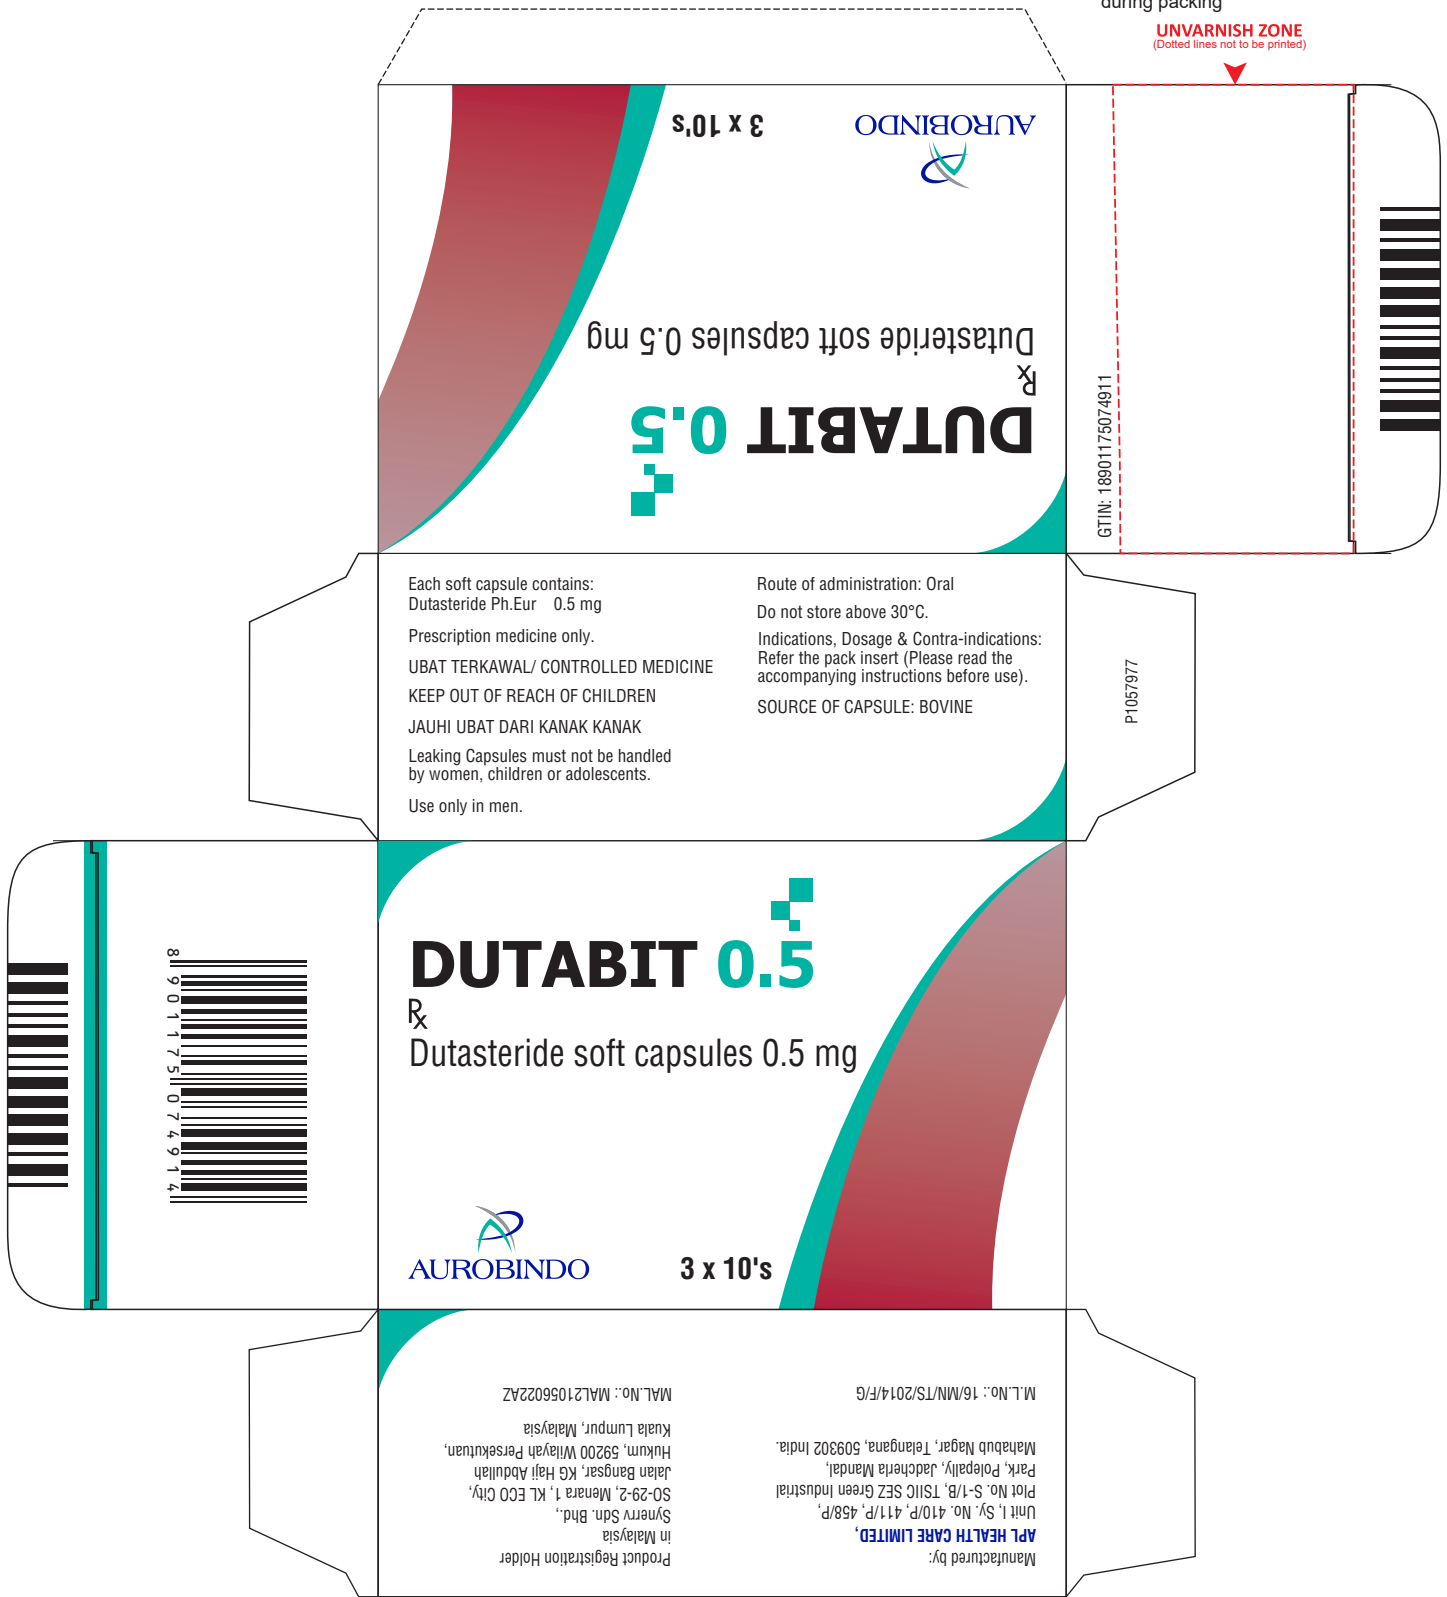 during packing
UNVARNISH ZONE
(Dotted lines not to be printed)
DUTABIT 0.5
Rx
Dutasteride soft capsules 0.5 mg
AUROBINDO
3 x 10's
GTIN: 18901175074911
Each soft capsule contains:
Dutasteride Ph.Eur 0.5 mg
Prescription medicine only.
UBAT TERKAWAL/ CONTROLLED MEDICINE
KEEP OUT OF REACH OF CHILDREN
JAUHI UBAT DARI KANAK KANAK
Leaking Capsules must not be handled
by women, children or adolescents.
Use only in men.
Route of administration: Oral
Do not store above 30°C.
Indications, Dosage & Contra-indications:
Refer the pack insert (Please read the
accompanying instructions before use).
SOURCE OF CAPSULE: BOVINE
P1057977
8 901175 074914
DUTABIT 0.5
Rx
Dutasteride soft capsules 0.5 mg
AUROBINDO
3 x 10's
Manufactured by:
APL HEALTH CARE LIMITED,
Unit I, Sy. No. 410/P, 411/P, 458/P,
Plot No. S-1/B, TSIIC SEZ Green Industrial
Park, Polepally, Jadcherla Mandal,
Mahabub Nagar, Telangana, 509302 India.
M.L.No.: 16/MN/TS/2014/F/G
Product Registration Holder
in Malaysia
Synerrv Sdn. Bhd.,
SO-29-2, Menara 1, KL ECO City,
Jalan Bangsar, KG Haji Abdullah
Hukum, 59200 Wilayah Persekutuan,
Kuala Lumpur, Malaysia
MAL.No.: MAL21056022AZ